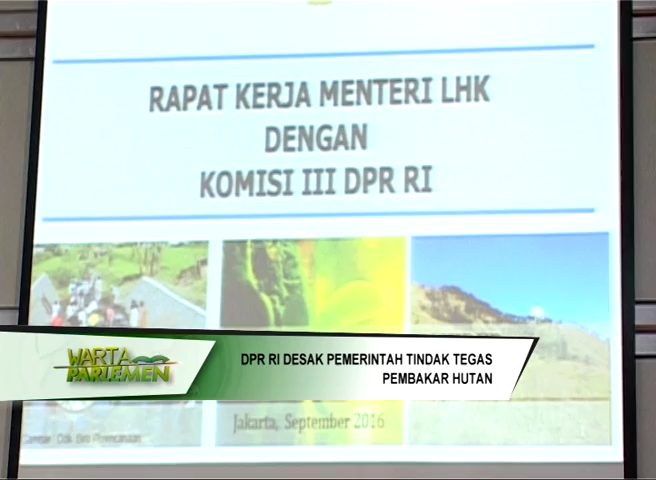 RAPAT KERJA MENTERI LHK
DENGAN
KOMISI III DPR RI
WARTA
PARLEMEN
DPR RI DESAK PEMERINTAH TINDAK TEGAS
PEMBAKAR HUTAN
Jakarta, September 2016